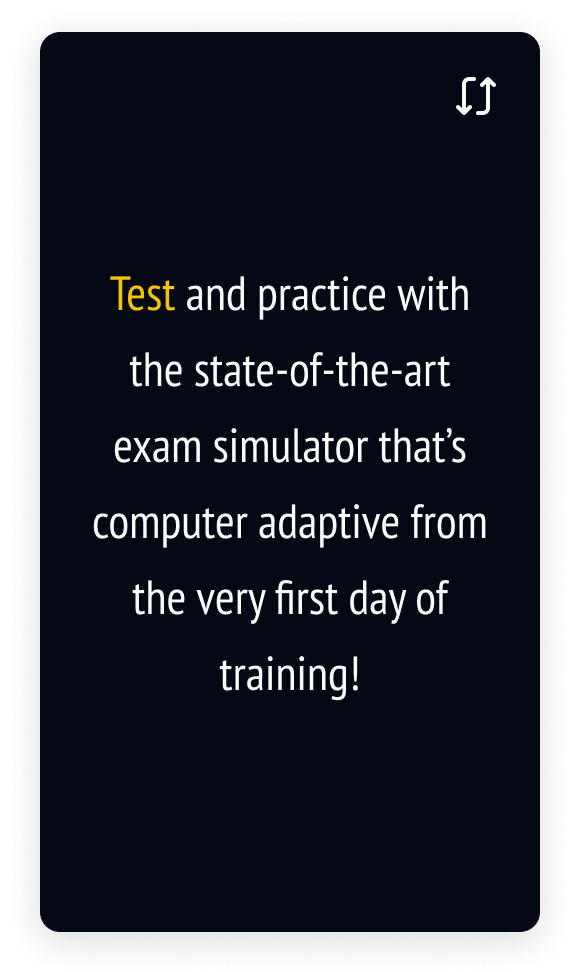 Test and practice with
the state-of-the-art
exam simulator that’s
computer adaptive from
the very first day of
training!